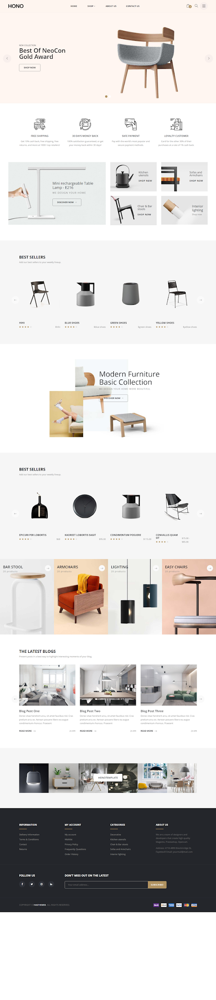 HONO
HOME
SHOP
ABOUT US
CONTACT US
NEW COLLECTION
Best Of NeoCon
Gold Award
SHOP NOW
FREE
FREE SHIPPING
Get 10% cash back, free shipping, free
returns, and more at 1000+ top retailers!
30 DAYS MONEY BACK
100% satisfaction guaranteed, or get
your money back within 30 days!
SAFE PAYMENT
Pay with the world's most popular and
secure payment methods.
LOYALTY CUSTOMER
Card for the other 30% of their
purchases at a rate of 1% cash back.
Mini rechargeable Table
Lamp - E216
WE DESIGN YOUR HOME
DISCOVER NOW →
Kitchen
utensils
SHOP NOW
Sofas and
Armchairs
SHOP NOW
Chair & Bar
stools
SHOP NOW
Interior
lighting
Shop now
BEST SELLERS
Add our best sellers to your weekly lineup.
HIHI
$hihi
BLUE SHOES
$blue shoes
GREEN SHOES
$green shoes
YELLOW SHOES
$yellow shoes
Modern Furniture
Basic Collection
WE DESIGN YOUR HOME MORE BEAUTIFUL
DISCOVER NOW →
BEST SELLERS
Add our best sellers to your weekly lineup.
EPICURI PER LOBORTIS
$68
KAOREET LOBORTIS SAGIT
$95.00
CONDIMENTUM POSUERE
$115.00
CONVALLIS QUAM
SIT
$75.00 -
$85.00
BAR STOOL
20 products
ARMCHAIRS
20 products
LIGHTING
20 products
EASY CHAIRS
20 products
THE LATEST BLOGS
Present posts in a best way to highlight interesting moments of your blog.
Blog Post One
Donec vitae hendrerit arcu, sit amet faucibus nisl. Cras
pretium arcu ex. Aenean posuere libero eu augue
condimentum rhoncus. Praesent
READ MORE →
24 APR
Blog Post Two
Donec vitae hendrerit arcu, sit amet faucibus nisl. Cras
pretium arcu ex. Aenean posuere libero eu augue
condimentum rhoncus. Praesent
READ MORE →
24 APR
Blog Post Three
Donec vitae hendrerit arcu, sit amet faucibus nisl. Cras
pretium arcu ex. Aenean posuere libero eu augue
condimentum rhoncus. Praesent
READ MORE →
24 APR
HONOTEMPLATE
INFORMATION
Delivery Information
Terms & Conditions
Contact
Returns
MY ACCOUNT
My account
Wishlist
Privacy Policy
Frequently Questions
Order History
CATEGORIES
Decorative
Kitchen utensils
Chair & Bar stools
Sofas and Armchairs
Interior lighting
ABOUT US
We are a team of designers and
developers that create high quality
Magento, Prestashop, Opencart.
Address: 4710-4890 Breckinridge St,
Fayettevill Email: yourmail@mail.com
FOLLOW US
DON'T MISS OUT ON THE LATEST
Your email address...
SUBSCRIBE!
COPYRIGHT © HASTHEMES. ALL RIGHTS RESERVED.
Skrill
PayPal
VISA